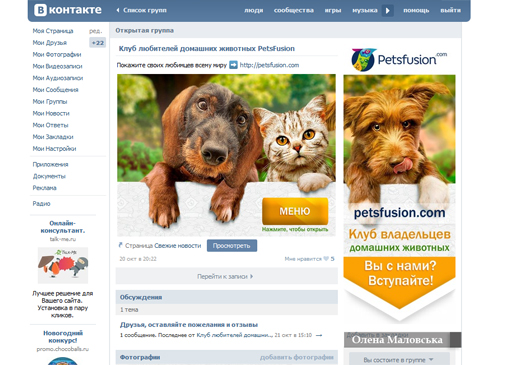 В контакте
Список групп
люди
сообщества
игры
музыка
помощь
выйти
Моя Страница
ред.
Мои Друзья
+22
Мои Фотографии
Мои Видеозаписи
Мои Аудиозаписи
Мои Сообщения
Мои Группы
Мои Новости
Мои Ответы
Мои Закладки
Мои Настройки
Приложения
Документы
Реклама
Радио
Онлайн-
консультант.
talk-me.ru
Лучшее решение для
Вашего сайта.
Установка в пару
кликов.
Новогодний
конкурс!
promo.chocoballs.ru
Открытая группа
Клуб любителей домашних животных PetsFusion
Покажите своих любимцев всему миру
http://petsfusion.com
МЕНЮ
Нажмите, чтобы открыть
Страница Свежие новости
Просмотреть
20 окт в 20:22
Мне нравится
5
Перейти к записи
Обсуждения
1 тема
Друзья, оставляйте пожелания и отзывы
1 сообщение. Последнее от Клуб любителей домашни... 21 окт в 15:10 →
Фотографии
добавить фотографии
Petsfusion.com
petsfusion.com
Клуб владельцев
домашних животных
Вы с нами?
Вступайте!
Олена Маловська
Вы состоите в группе